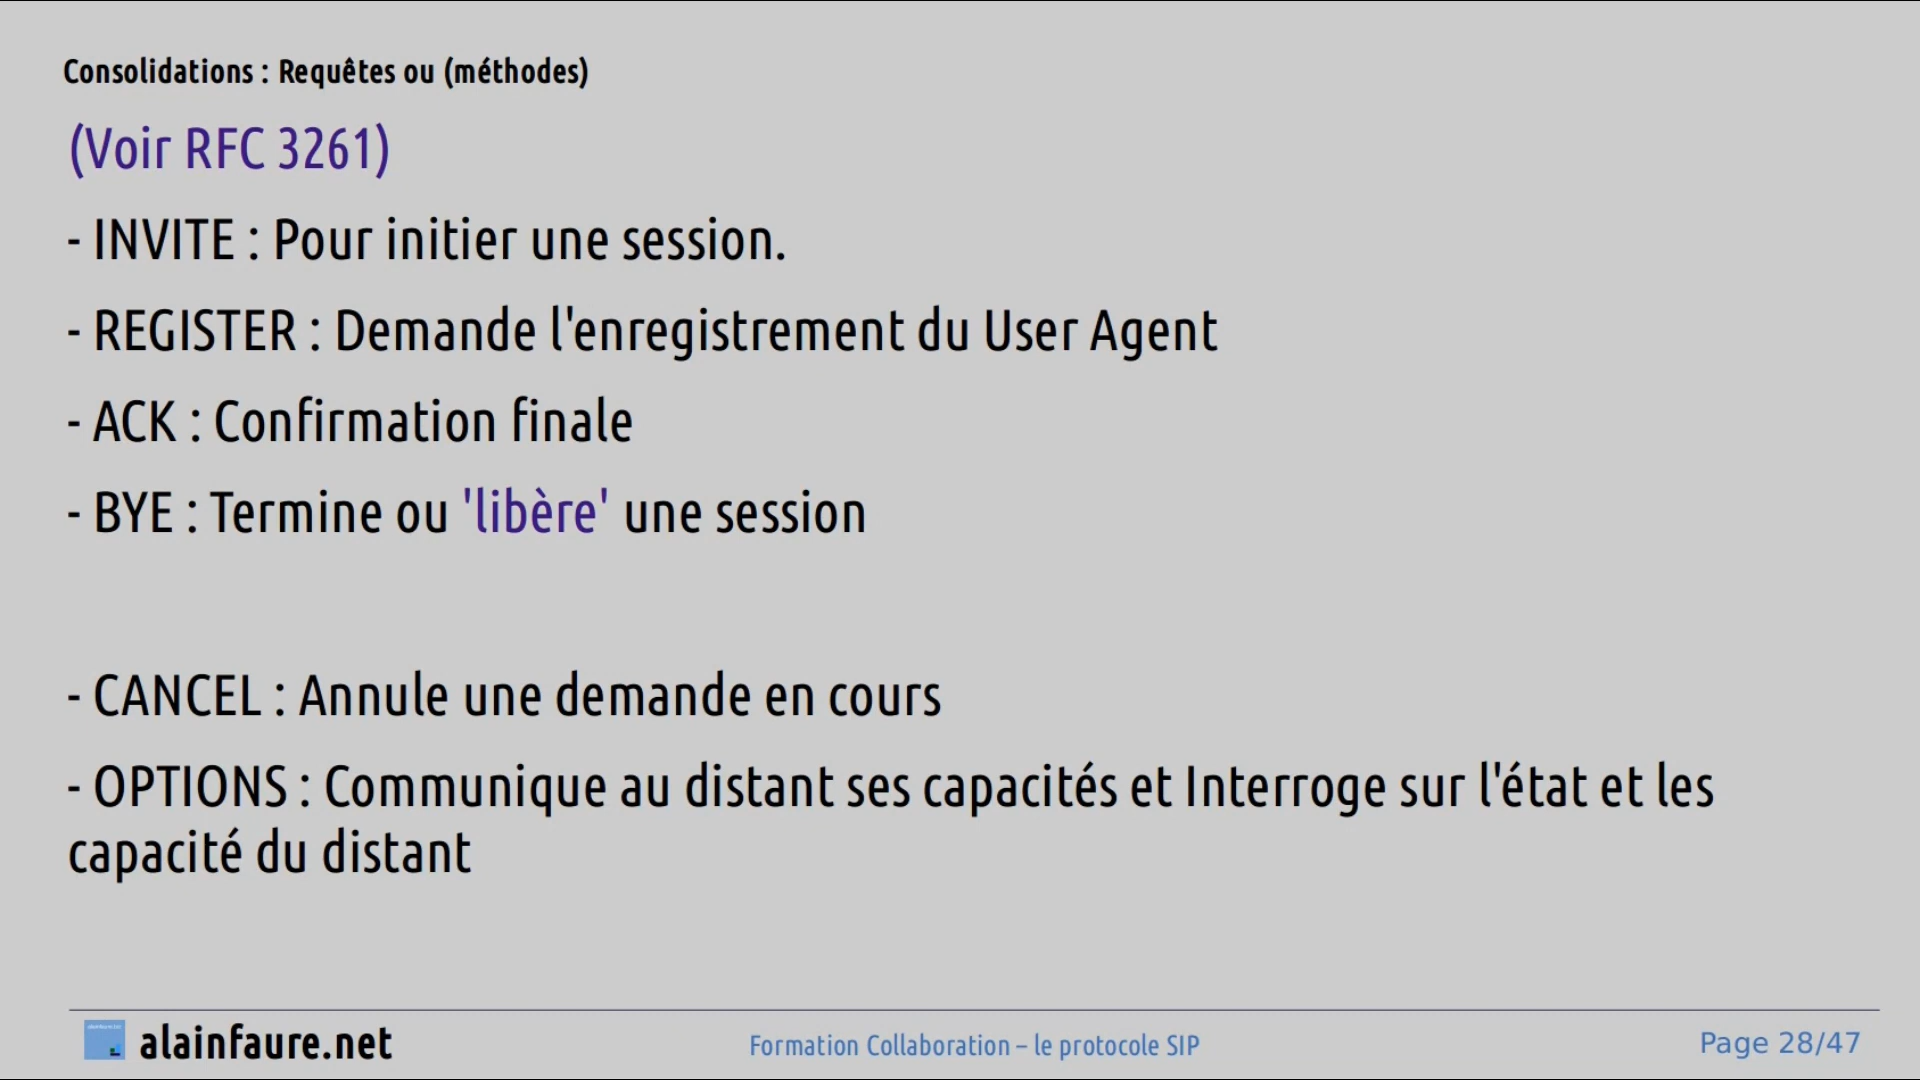 Consolidations : Requêtes ou (méthodes)
(Voir RFC 3261)
- INVITE : Pour initier une session.
- REGISTER : Demande l'enregistrement du User Agent
- ACK : Confirmation finale
- BYE : Termine ou 'libère' une session
- CANCEL : Annule une demande en cours
- OPTIONS : Communique au distant ses capacités et Interroge sur l'état et les
capacité du distant
alainfaure.net
Formation Collaboration – le protocole SIP
Page 28/47